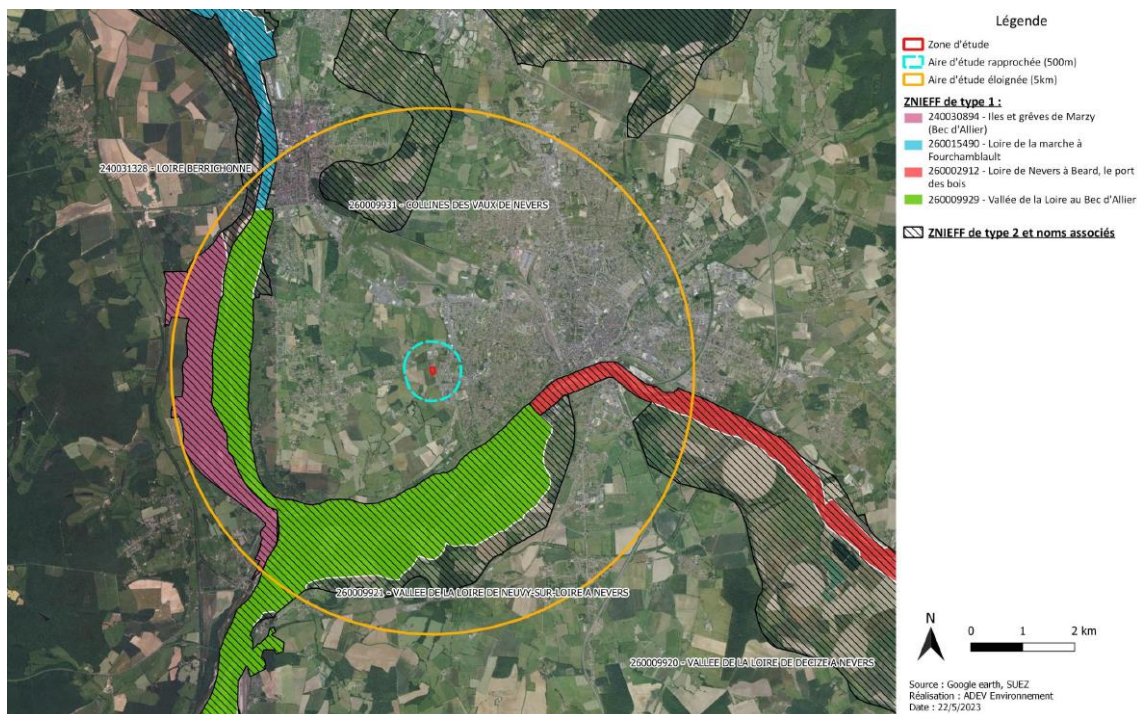 240031328 - LOIRE BERRICHONNE
260009931 - COLLINES DES VAUX DE NEVERS
260009921 - VALLEE DE LA LOIRE DE NEUVY-SUR-LOIRE A NEVERS
260009920 - VALLEE DE LA LOIRE DE DECIZE A NEVERS
Légende
Zone d'étude
Aire d'étude rapprochée (500m)
Aire d'étude éloignée (5km)
ZNIEFF de type 1 :
240030894 - Iles et grêves de Marzy
(Bec d'Allier)
260015490 - Loire de la marche à
Fourchamblault
260002912 - Loire de Nevers à Beard, le port
des bois
260009929 - Vallée de la Loire au Bec d'Allier
ZNIEFF de type 2 et noms associés
N
0 1 2 km
Source : Google earth, SUEZ
Réalisation : ADEV Environnement
Date : 22/5/2023